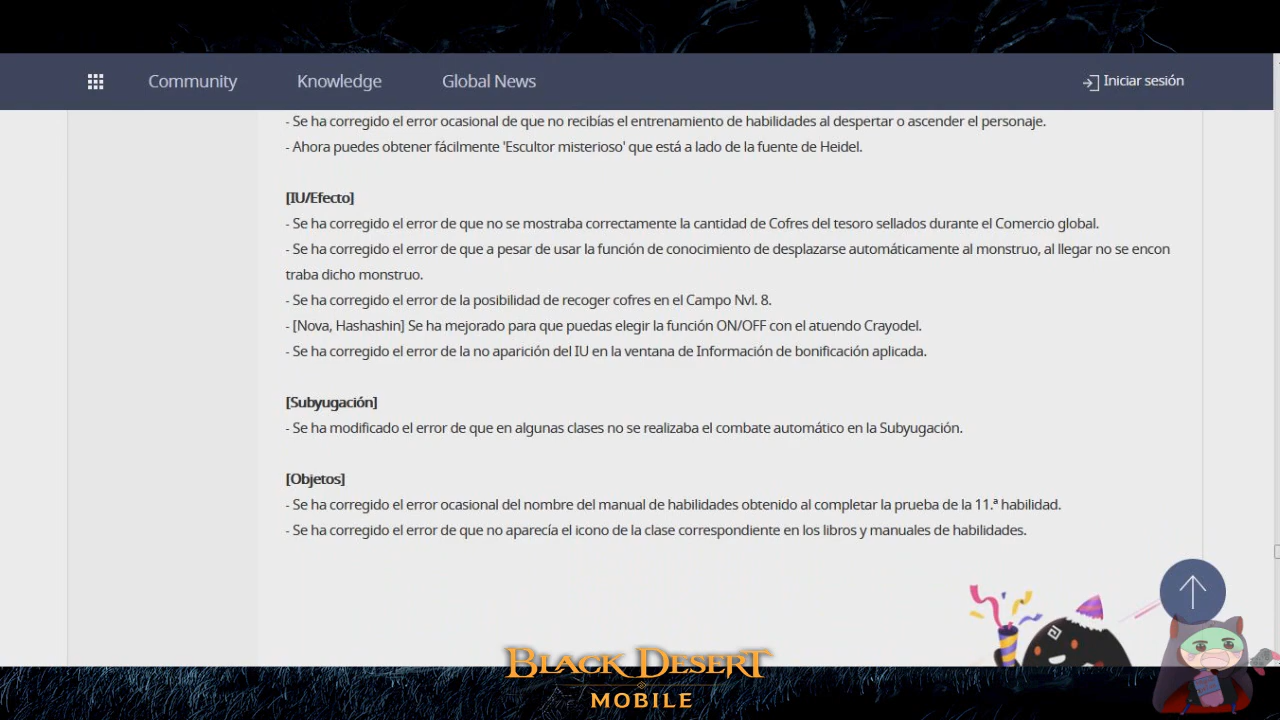 Community Knowledge Global News Iniciar sesión
- Se ha corregido el error ocasional de que no recibías el entrenamiento de habilidades al despertar o ascender el personaje.
- Ahora puedes obtener fácilmente 'Escultor misterioso' que está a lado de la fuente de Heidel.
[IU/Efecto]
- Se ha corregido el error de que no se mostraba correctamente la cantidad de Cofres del tesoro sellados durante el Comercio global.
- Se ha corregido el error de que a pesar de usar la función de conocimiento de desplazarse automáticamente al monstruo, al llegar no se encon
traba dicho monstruo.
- Se ha corregido el error de la posibilidad de recoger cofres en el Campo Nvl. 8.
- [Nova, Hashashin] Se ha mejorado para que puedas elegir la función ON/OFF con el atuendo Crayodel.
- Se ha corregido el error de la no aparición del IU en la ventana de Información de bonificación aplicada.
[Subyugación]
- Se ha modificado el error de que en algunas clases no se realizaba el combate automático en la Subyugación.
[Objetos]
- Se ha corregido el error ocasional del nombre del manual de habilidades obtenido al completar la prueba de la 11.ª habilidad.
- Se ha corregido el error de que no aparecía el icono de la clase correspondiente en los libros y manuales de habilidades.
BLACK DESERT
MOBILE